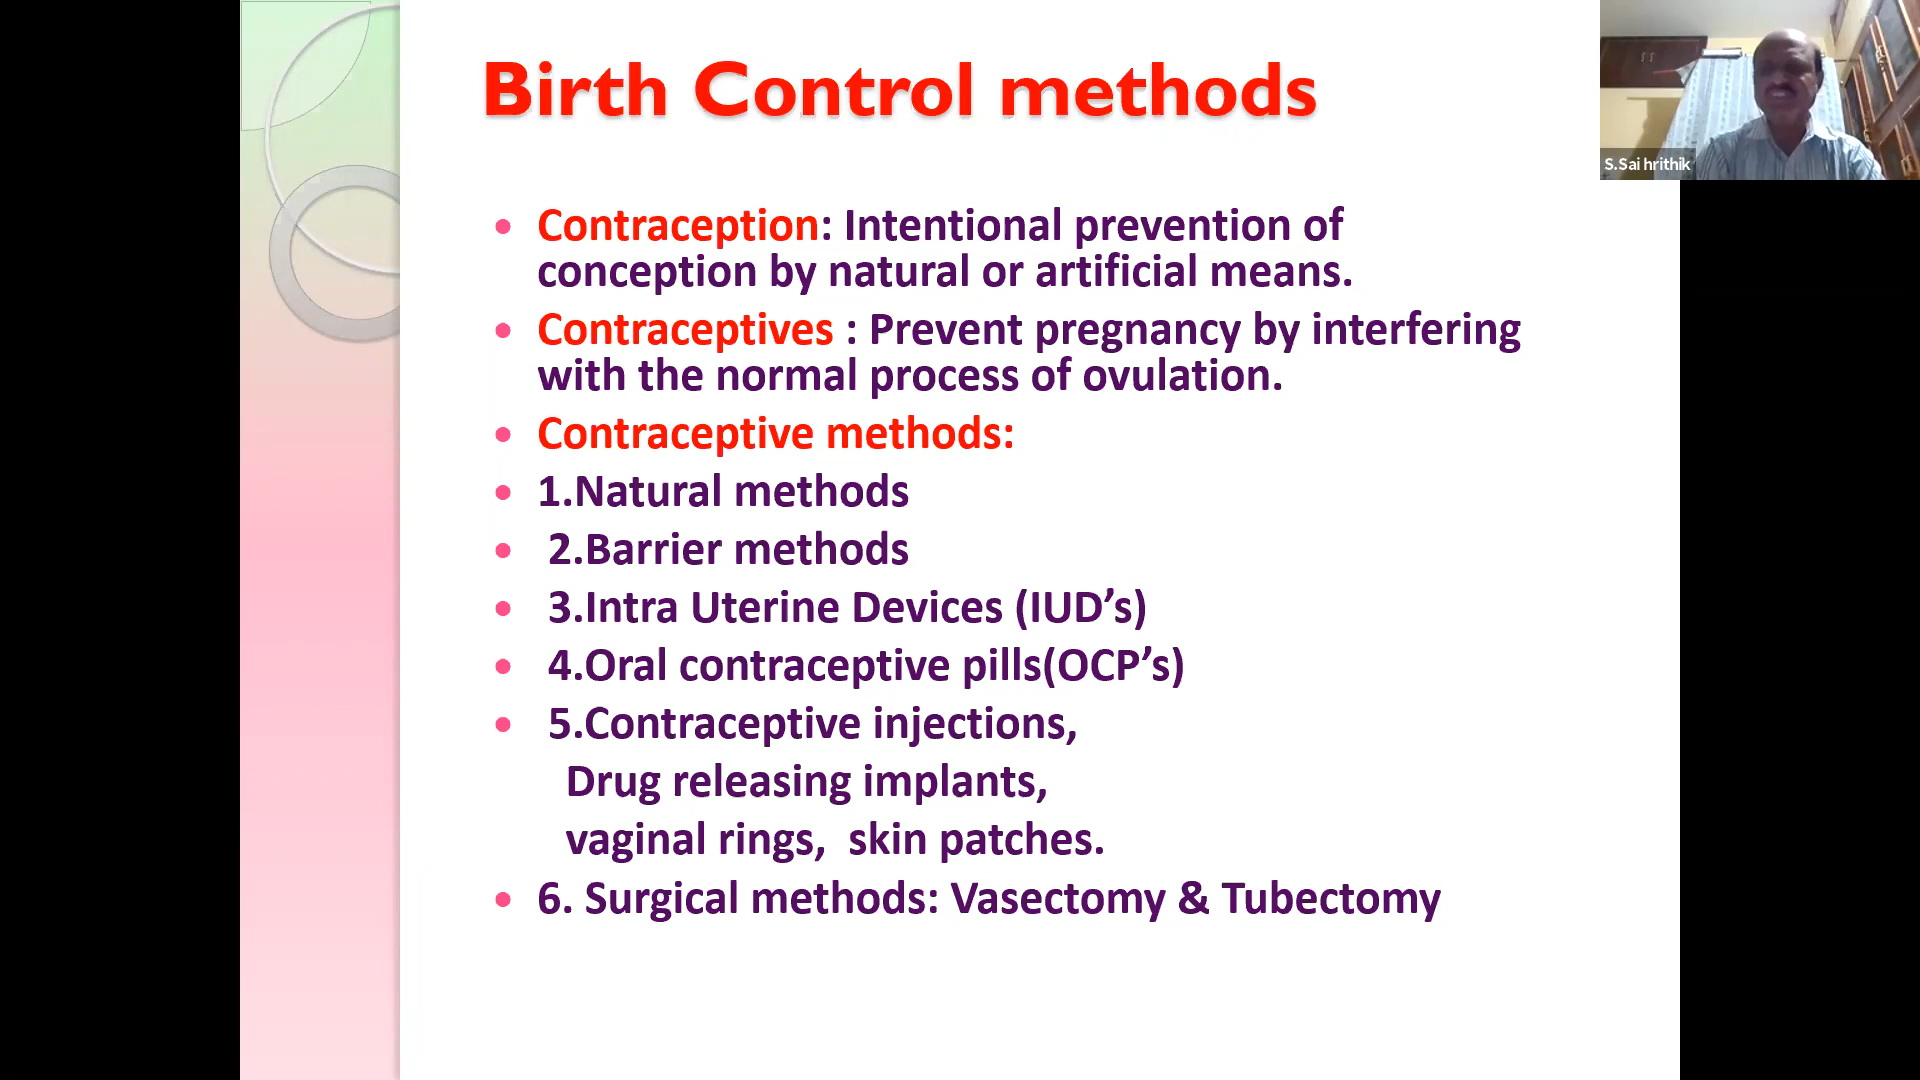 Birth Control methods
S.Sai hrithik
• Contraception: Intentional prevention of
conception by natural or artificial means.
• Contraceptives : Prevent pregnancy by interfering
with the normal process of ovulation.
• Contraceptive methods:
• 1.Natural methods
• 2.Barrier methods
• 3.Intra Uterine Devices (IUD’s)
• 4.Oral contraceptive pills(OCP’s)
• 5.Contraceptive injections,
Drug releasing implants,
vaginal rings,  skin patches.
• 6. Surgical methods: Vasectomy & Tubectomy